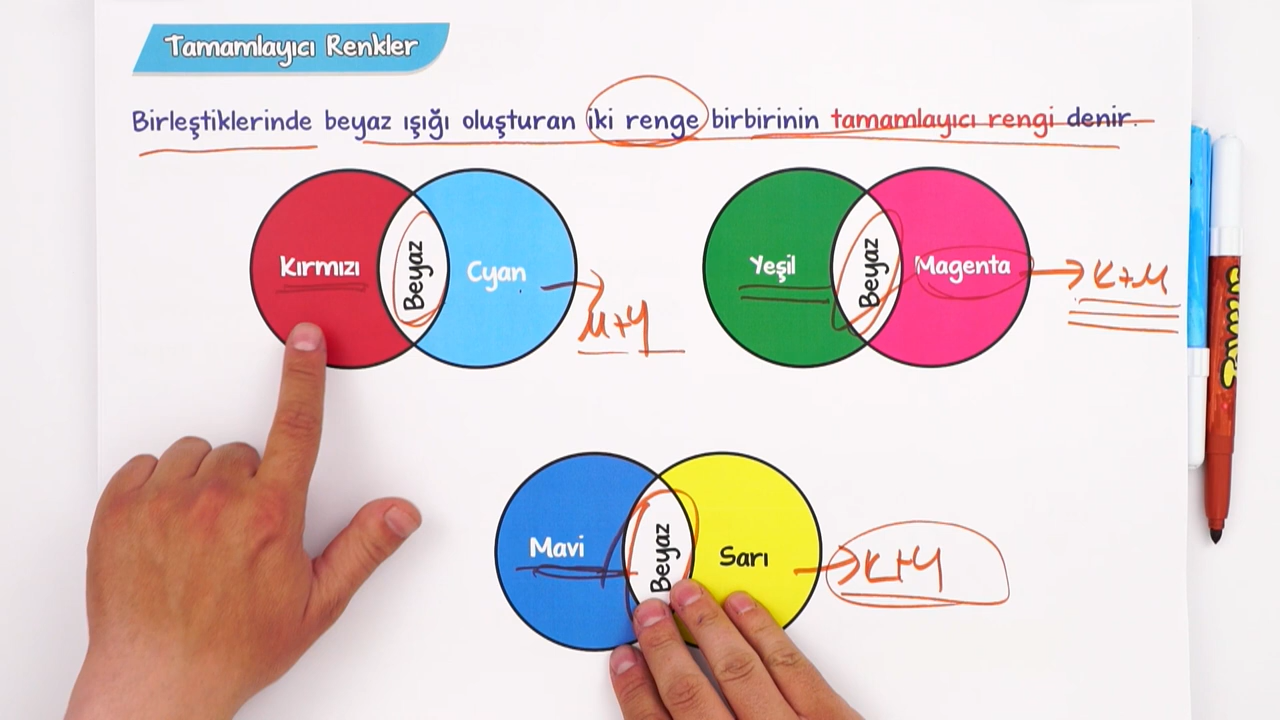 Tamamlayıcı Renkler
Birleştiklerinde beyaz ışığı oluşturan iki renge birbirinin tamamlayıcı rengi denir.
Kırmızı
Beyaz
Cyan
M+Y
Yeşil
Beyaz
Magenta
K+M
Mavi
Beyaz
Sarı
K+Y